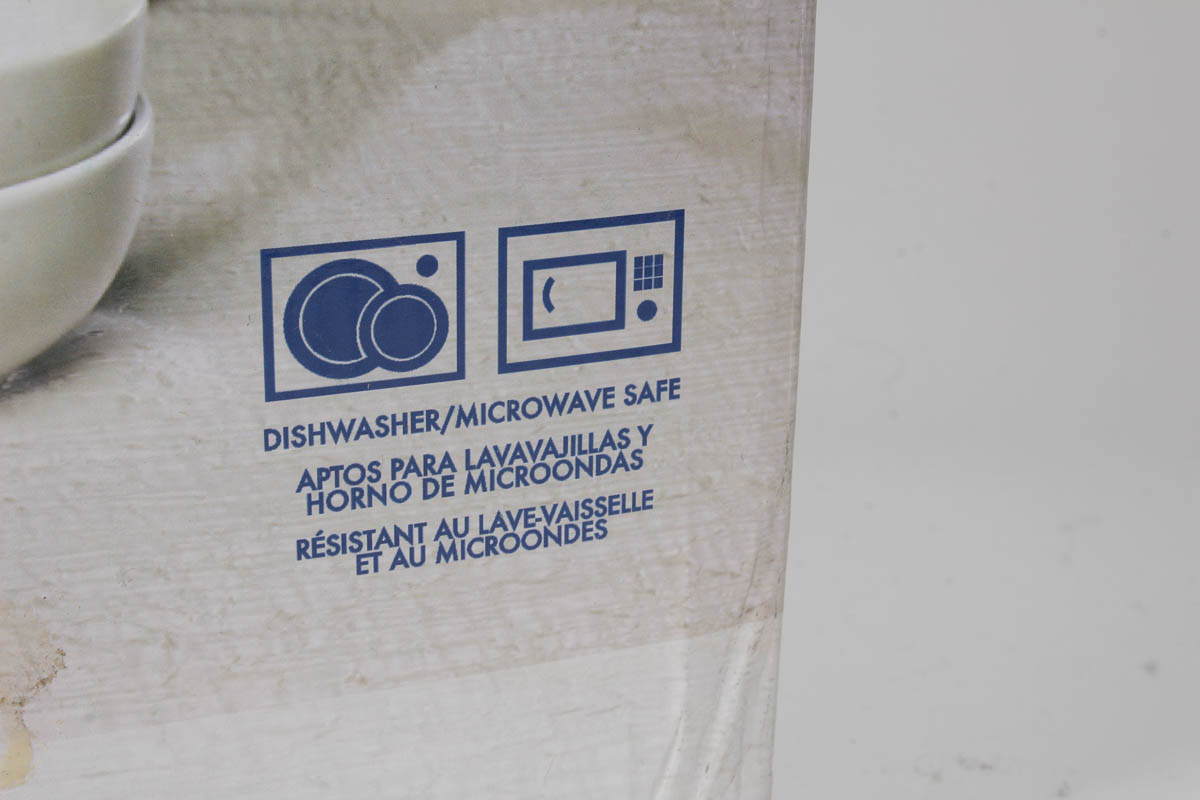 DISHWASHER/MICROWAVE SAFE
APTOS PARA LAVAVAJILLAS Y
HORNO DE MICROONDAS
RÉSISTANT AU LAVE-VAISSELLE
ET AU MICROONDES